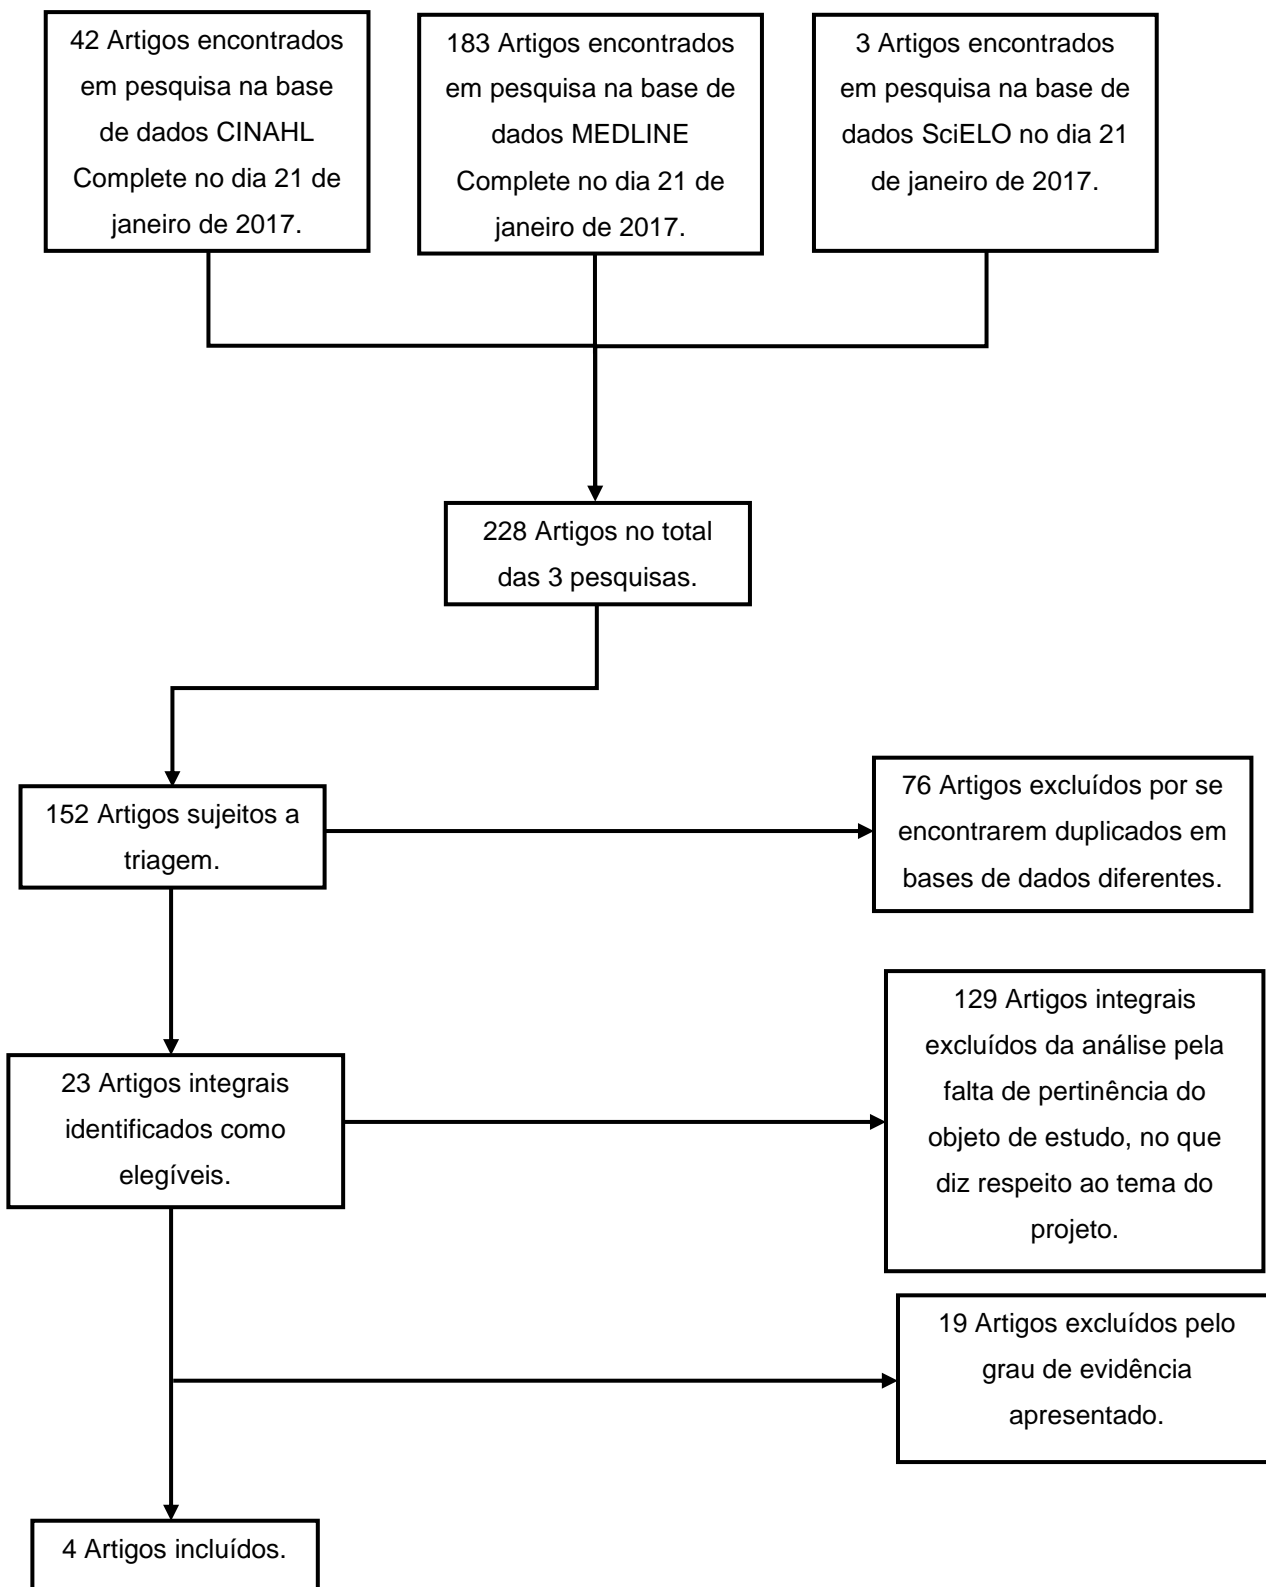 42 Artigos encontrados
em pesquisa na base
de dados CINAHL
Complete no dia 21 de
janeiro de 2017.
183 Artigos encontrados
em pesquisa na base de
dados MEDLINE
Complete no dia 21 de
janeiro de 2017.
3 Artigos encontrados
em pesquisa na base de
dados SciELO no dia 21
de janeiro de 2017.
228 Artigos no total
das 3 pesquisas.
152 Artigos sujeitos a
triagem.
76 Artigos excluídos por se
encontrarem duplicados em
bases de dados diferentes.
23 Artigos integrais
identificados como
elegíveis.
129 Artigos integrais
excluídos da análise pela
falta de pertinência do
objeto de estudo, no que
diz respeito ao tema do
projeto.
19 Artigos excluídos pelo
grau de evidência
apresentado.
4 Artigos incluídos.